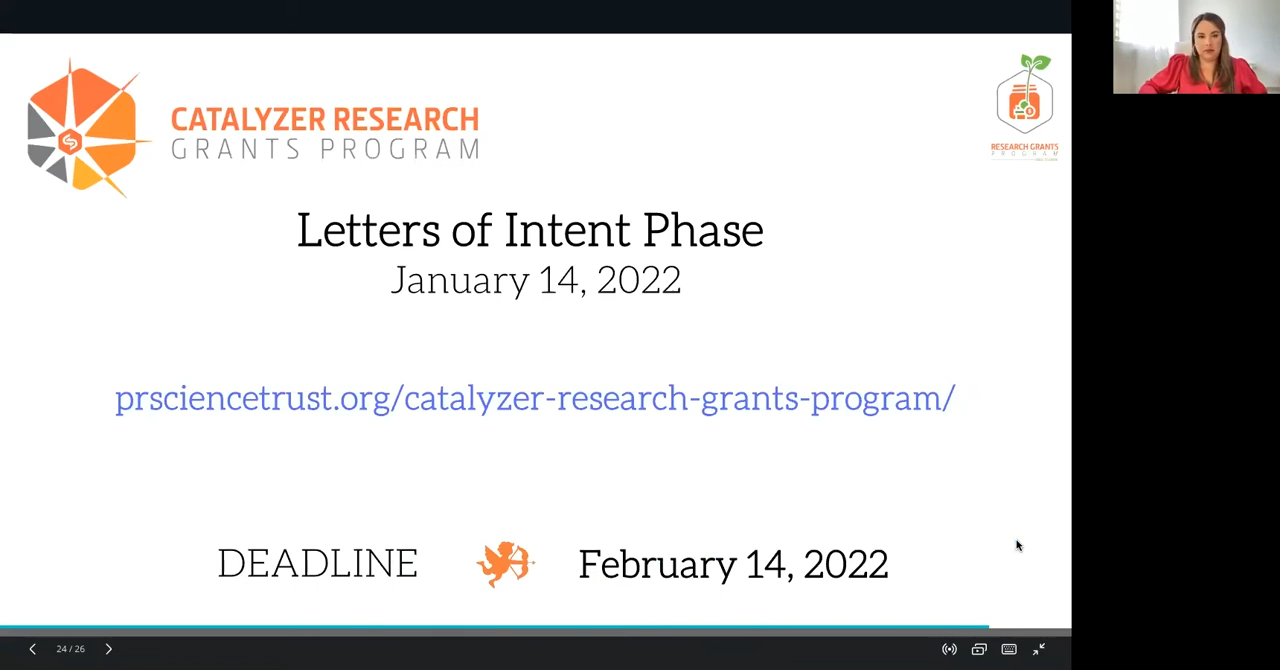 CATALYZER RESEARCH
GRANTS PROGRAM
RESEARCH GRANTS
PROGRAM
Letters of Intent Phase
January 14, 2022
prsciencetrust.org/catalyzer-research-grants-program/
DEADLINE
February 14, 2022
24 / 26